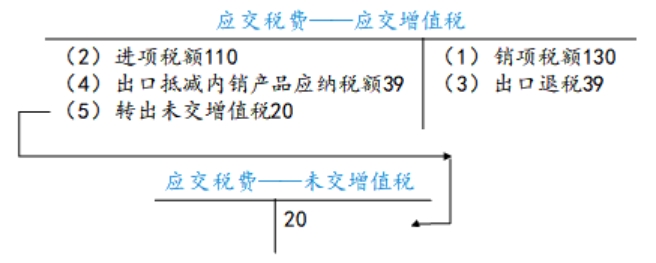 应交税费——应交增值税
（2）进项税额110 （1）销项税额130
（4）出口抵减内销产品应纳税额39 （3）出口退税39
（5）转出未交增值税20
应交税费——未交增值税
20